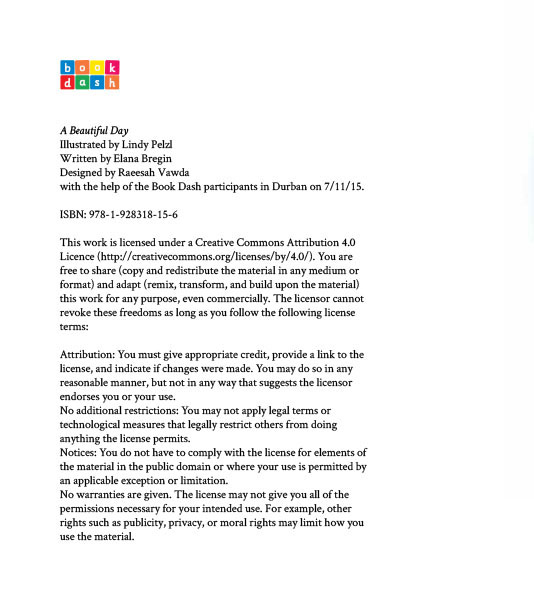 book
dash
A Beautiful Day
Illustrated by Lindy Pelzl
Written by Elana Bregin
Designed by Raeesah Vawda
with the help of the Book Dash participants in Durban on 7/11/15.
ISBN: 978-1-928318-15-6
This work is licensed under a Creative Commons Attribution 4.0
Licence (http://creativecommons.org/licenses/by/4.0/). You are
free to share (copy and redistribute the material in any medium or
format) and adapt (remix, transform, and build upon the material)
this work for any purpose, even commercially. The licensor cannot
revoke these freedoms as long as you follow the following license
terms:
Attribution: You must give appropriate credit, provide a link to the
license, and indicate if changes were made. You may do so in any
reasonable manner, but not in any way that suggests the licensor
endorses you or your use.
No additional restrictions: You may not apply legal terms or
technological measures that legally restrict others from doing
anything the license permits.
Notices: You do not have to comply with the license for elements of
the material in the public domain or where your use is permitted by
an applicable exception or limitation.
No warranties are given. The license may not give you all of the
permissions necessary for your intended use. For example, other
rights such as publicity, privacy, or moral rights may limit how you
use the material.